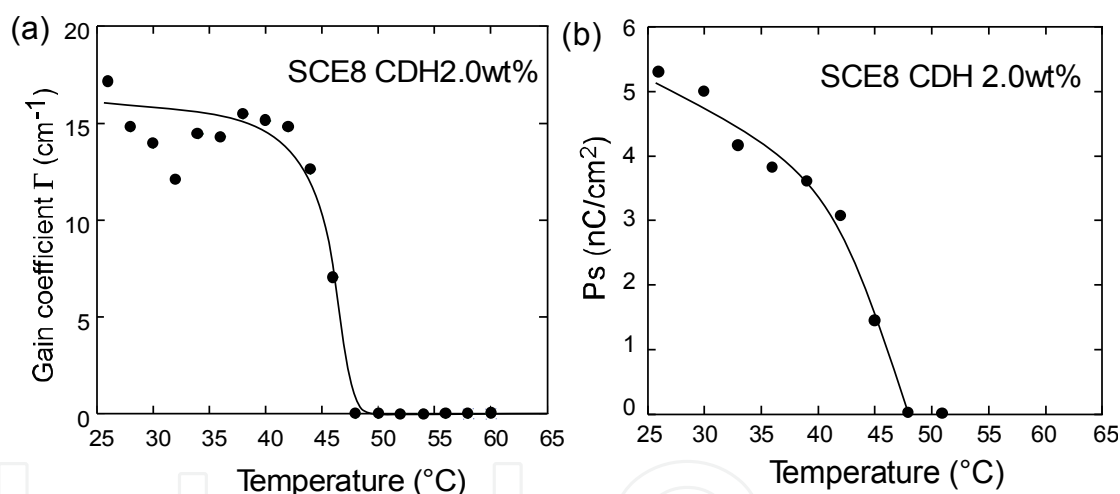 (a)
20
15
10
5
0
Gain coefficient Γ (cm⁻¹)
SCE8 CDH2.0wt%
25 30 35 40 45 50 55 60 65
Temperature (°C)
(b)
6
5
4
3
2
1
0
Ps (nC/cm²)
SCE8 CDH 2.0wt%
25 30 35 40 45 50 55 60 65
Temperature (°C)